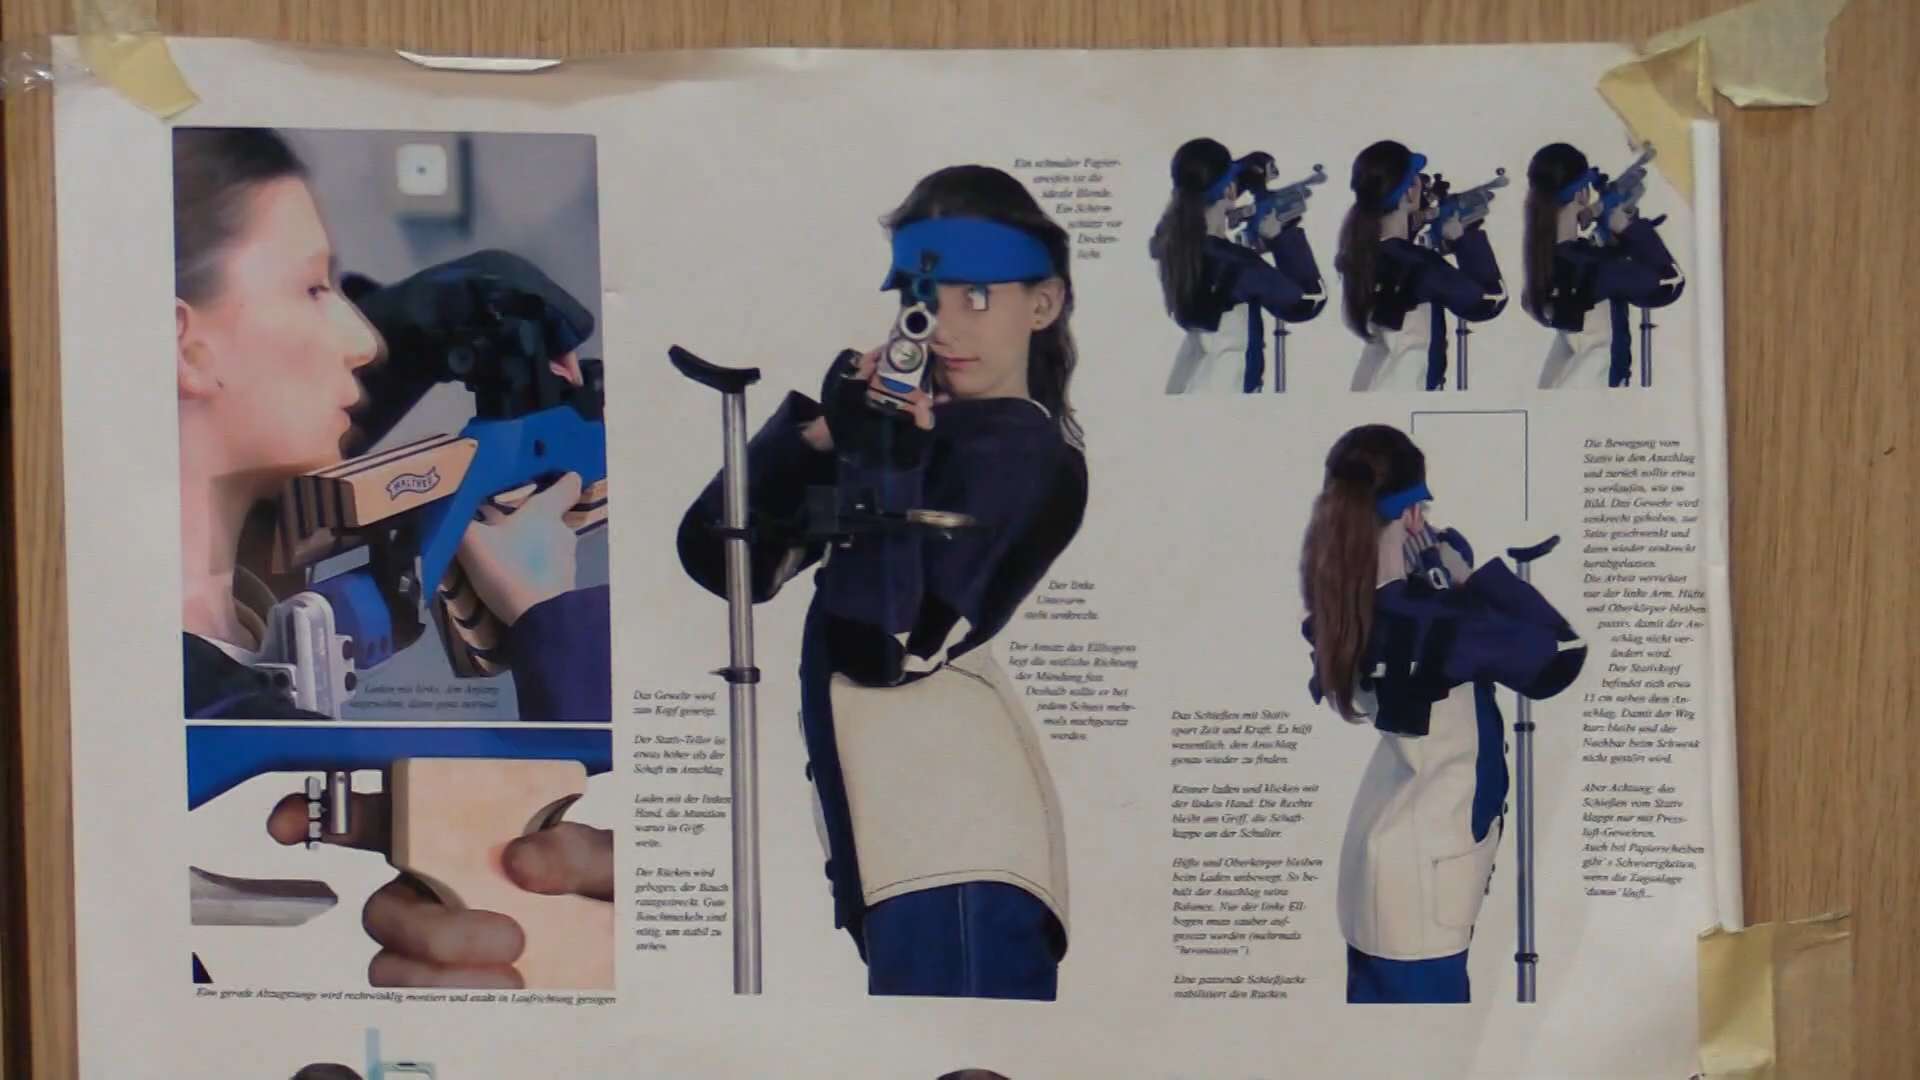 WALTHER
Laden mit links. Am Anfang
ungewohnt, dann ganz normal.
Eine gerade Abzugszunge wird rechtwinklig montiert und exakt in Laufrichtung gezogen
Ein schmaler Papier-
streifen ist die
ideale Blende.
Ein Schirm
schützt vor
Decken-
licht.
Der linke
Unterarm
steht senkrecht.
Der Ansatz des Ellbogens
legt die seitliche Richtung
der Mündung fest.
Deshalb sollte er bei
jedem Schuss mehr-
mals nachgesetzt
werden.
Das Gewehr wird
zum Kopf geneigt.
Der Stativ-Teller ist
etwas höher als der
Schaft im Anschlag
Laden mit der linken
Hand, die Munition
wartet in Griff-
weite.
Der Rücken wird
gebogen, der Bauch
rausgestreckt. Gute
Bauchmuskeln sind
nötig, um stabil zu
stehen.
Das Schießen mit Stativ
spart Zeit und Kraft. Es hilft
wesentlich, den Anschlag
genau wieder zu finden.
Könner laden und klicken mit
der linken Hand. Die Rechte
bleibt am Griff, die Schaft-
kappe an der Schulter.
Hüfte und Oberkörper bleiben
beim Laden unbewegt. So be-
hält der Anschlag seine
Balance. Nur der linke Ell-
bogen muss sauber auf-
gesetzt werden (mehrmals
"herantasten").
Eine passende Schießjacke
stabilisiert den Rücken.
Die Bewegung vom
Stativ in den Anschlag
und zurück sollte etwa
so verlaufen, wie im
Bild. Das Gewehr wird
senkrecht gehoben, zur
Seite geschwenkt und
dann wieder senkrecht
herabgelassen.
Die Arbeit verrichtet
nur der linke Arm. Hüfte
und Oberkörper bleiben
passiv, damit der An-
schlag nicht ver-
ändert wird.
Der Stativkopf
befindet sich etwa
15 cm neben dem An-
schlag. Damit der Weg
kurz bleibt und der
Nachbar beim Schwenk
nicht gestört wird.
Aber Achtung: das
Schießen vom Stativ
klappt nur mit Press-
luft-Gewehren.
Auch bei Papierscheiben
gibt's Schwierigkeiten,
wenn die Zuganlage
"dumm" läuft...